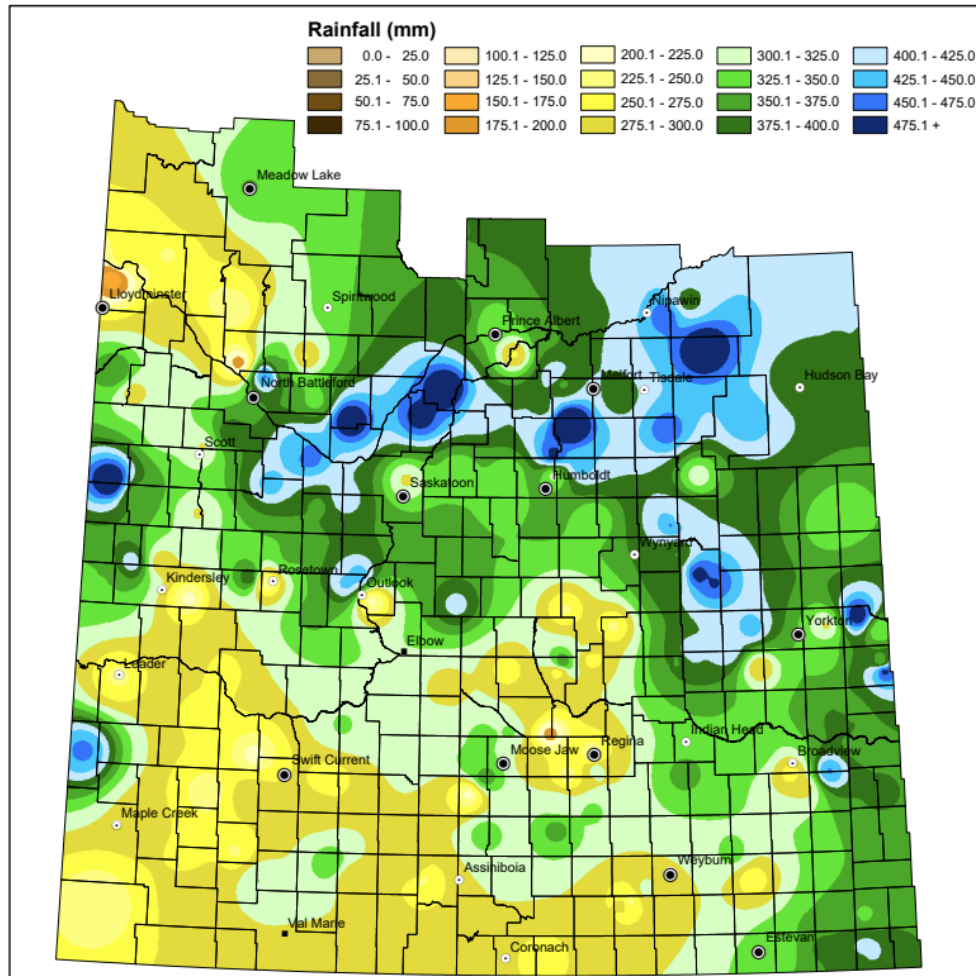 Rainfall (mm)
0.0 - 25.0
25.1 - 50.0
50.1 - 75.0
75.1 - 100.0
100.1 - 125.0
125.1 - 150.0
150.1 - 175.0
175.1 - 200.0
200.1 - 225.0
225.1 - 250.0
250.1 - 275.0
275.1 - 300.0
300.1 - 325.0
325.1 - 350.0
350.1 - 375.0
375.1 - 400.0
400.1 - 425.0
425.1 - 450.0
450.1 - 475.0
475.1 +
Meadow Lake
Lloydminster
Spiritwood
Nipawin
Prince Albert
North Battleford
Melfort
Tisdale
Hudson Bay
Scott
Saskatoon
Humboldt
Wynyard
Kindersley
Rosetown
Outlook
Yorkton
Elbow
Leader
Indian Head
Moose Jaw
Regina
Broadview
Swift Current
Maple Creek
Assiniboia
Weyburn
Val Marie
Coronach
Estevan